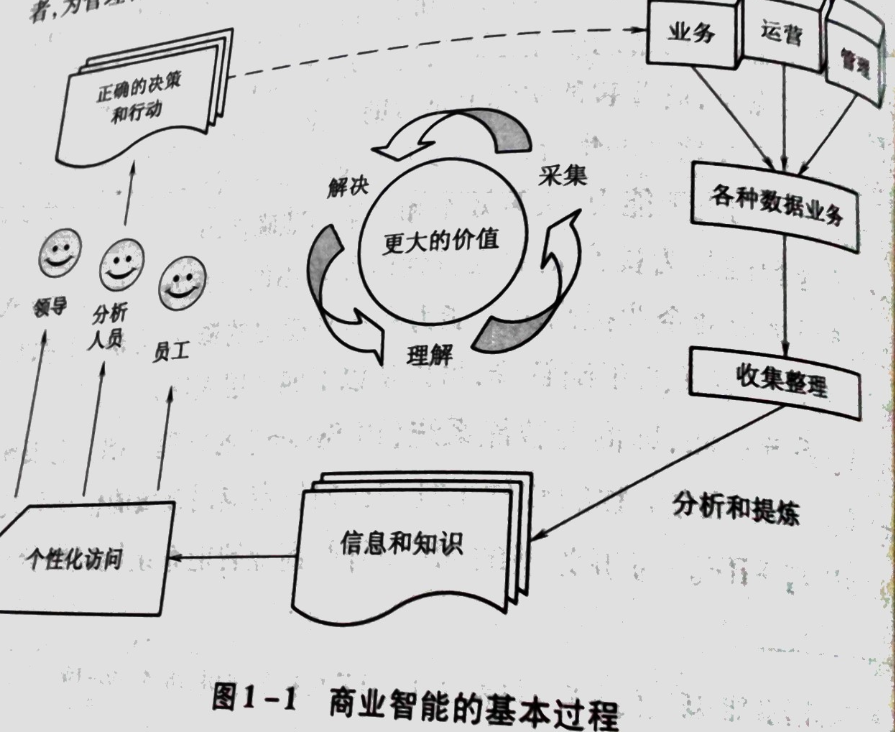 者,为管理
业务
运营
管理
正确的决策
和行动
解决
采集
各种数据业务
更大的价值
领导
分析
人员
员工
理解
收集整理
分析和提炼
信息和知识
个性化访问
图1-1 商业智能的基本过程